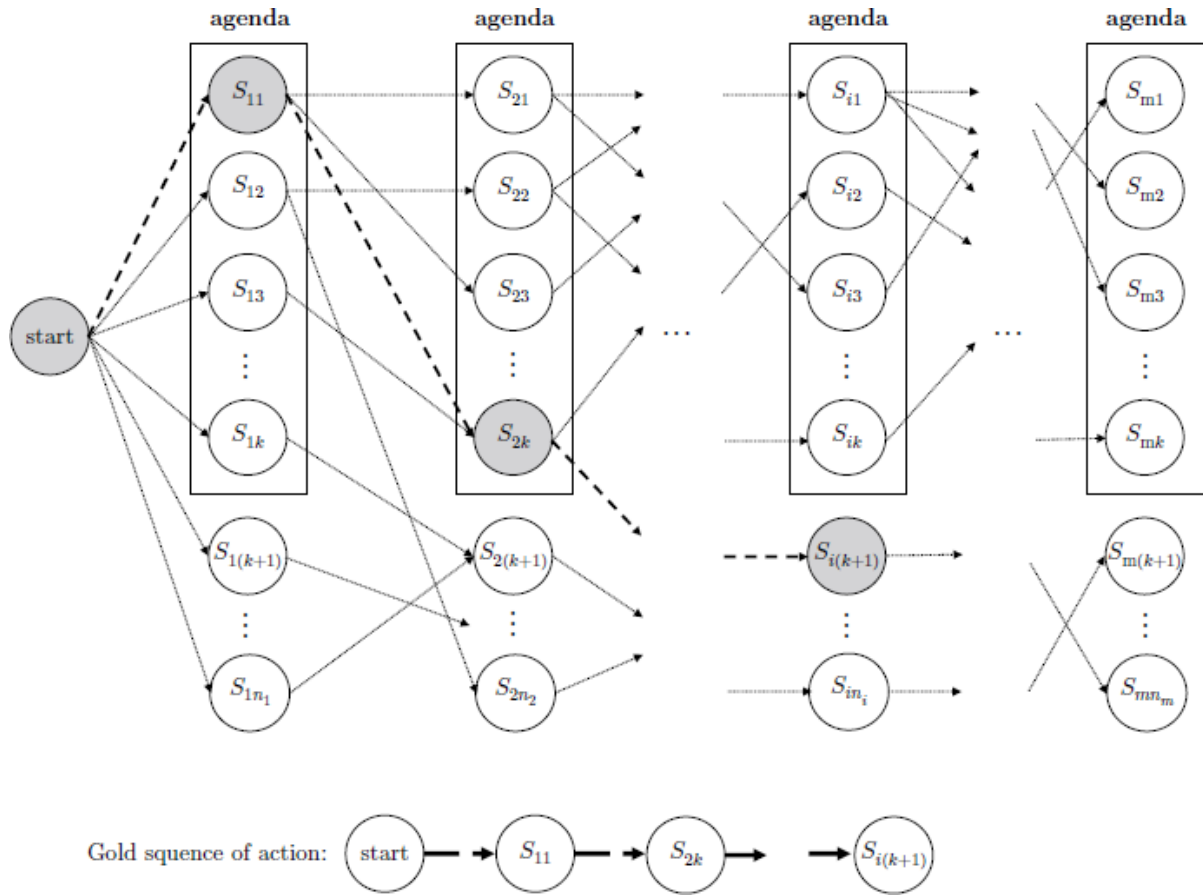 agenda agenda agenda agenda
S11 S21 Si1 Sm1
S12 S22 Si2 Sm2
S13 S23 Si3 Sm3
start ... ...
⋮ ⋮ ⋮ ⋮
S1k S2k Sik Smk
S1(k+1) S2(k+1) Si(k+1) Sm(k+1)
⋮ ⋮ ⋮ ⋮
S1n1 S2n2 Sini Smnm
Gold squence of action: start S11 S2k Si(k+1)